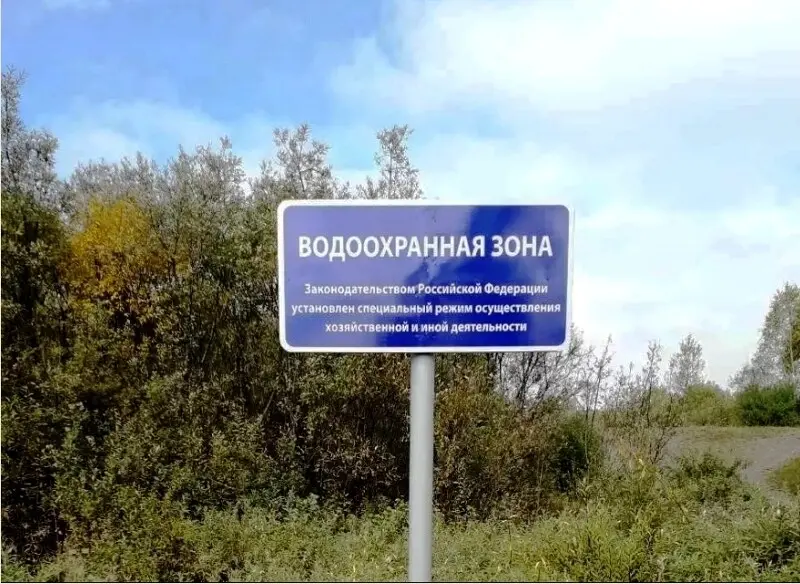 ВОДООХРАННАЯ ЗОНА
Законодательством Российской Федерации
установлен специальный режим осуществления
хозяйственной и иной деятельности